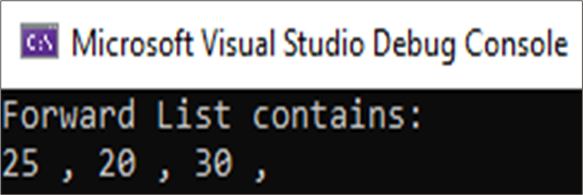 C:\ Microsoft Visual Studio Debug Console
Forward List contains:
25 , 20 , 30 ,